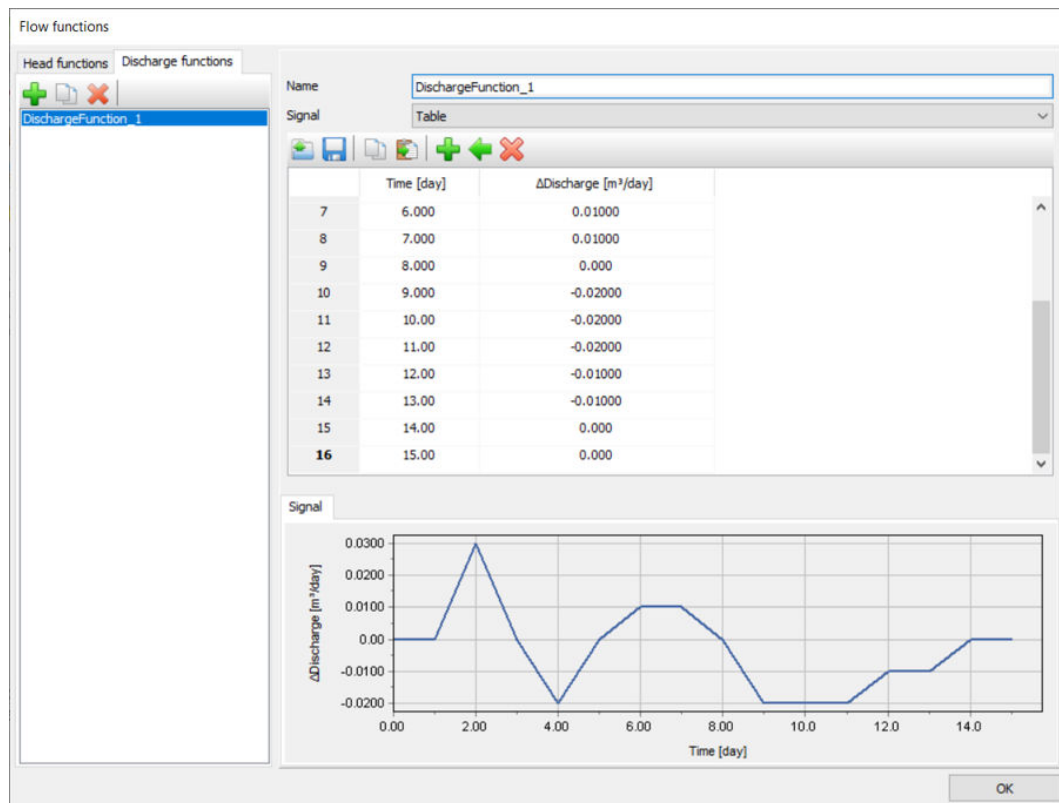 Flow functions
Head functions Discharge functions
DischargeFunction_1
Name DischargeFunction_1
Signal Table
Time [day] ΔDischarge [m³/day]
7 6.000 0.01000
8 7.000 0.01000
9 8.000 0.000
10 9.000 -0.02000
11 10.00 -0.02000
12 11.00 -0.02000
13 12.00 -0.01000
14 13.00 -0.01000
15 14.00 0.000
16 15.00 0.000
Signal
ΔDischarge [m³/day]
0.0300
0.0200
0.0100
0.00
-0.0100
-0.0200
0.00 2.00 4.00 6.00 8.00 10.0 12.0 14.0
Time [day]
OK